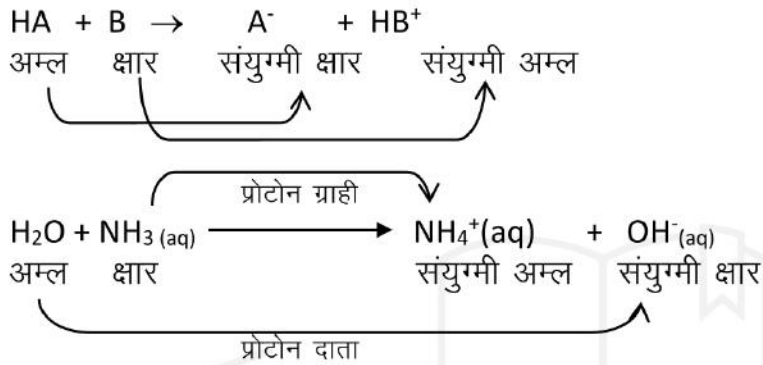 HA + B → A⁻ + HB⁺
अम्ल क्षार संयुग्मी क्षार संयुग्मी अम्ल
प्रोटोन ग्राही
H₂O + NH₃ (aq) → NH₄⁺(aq) + OH⁻(aq)
अम्ल क्षार संयुग्मी अम्ल संयुग्मी क्षार
प्रोटोन दाता